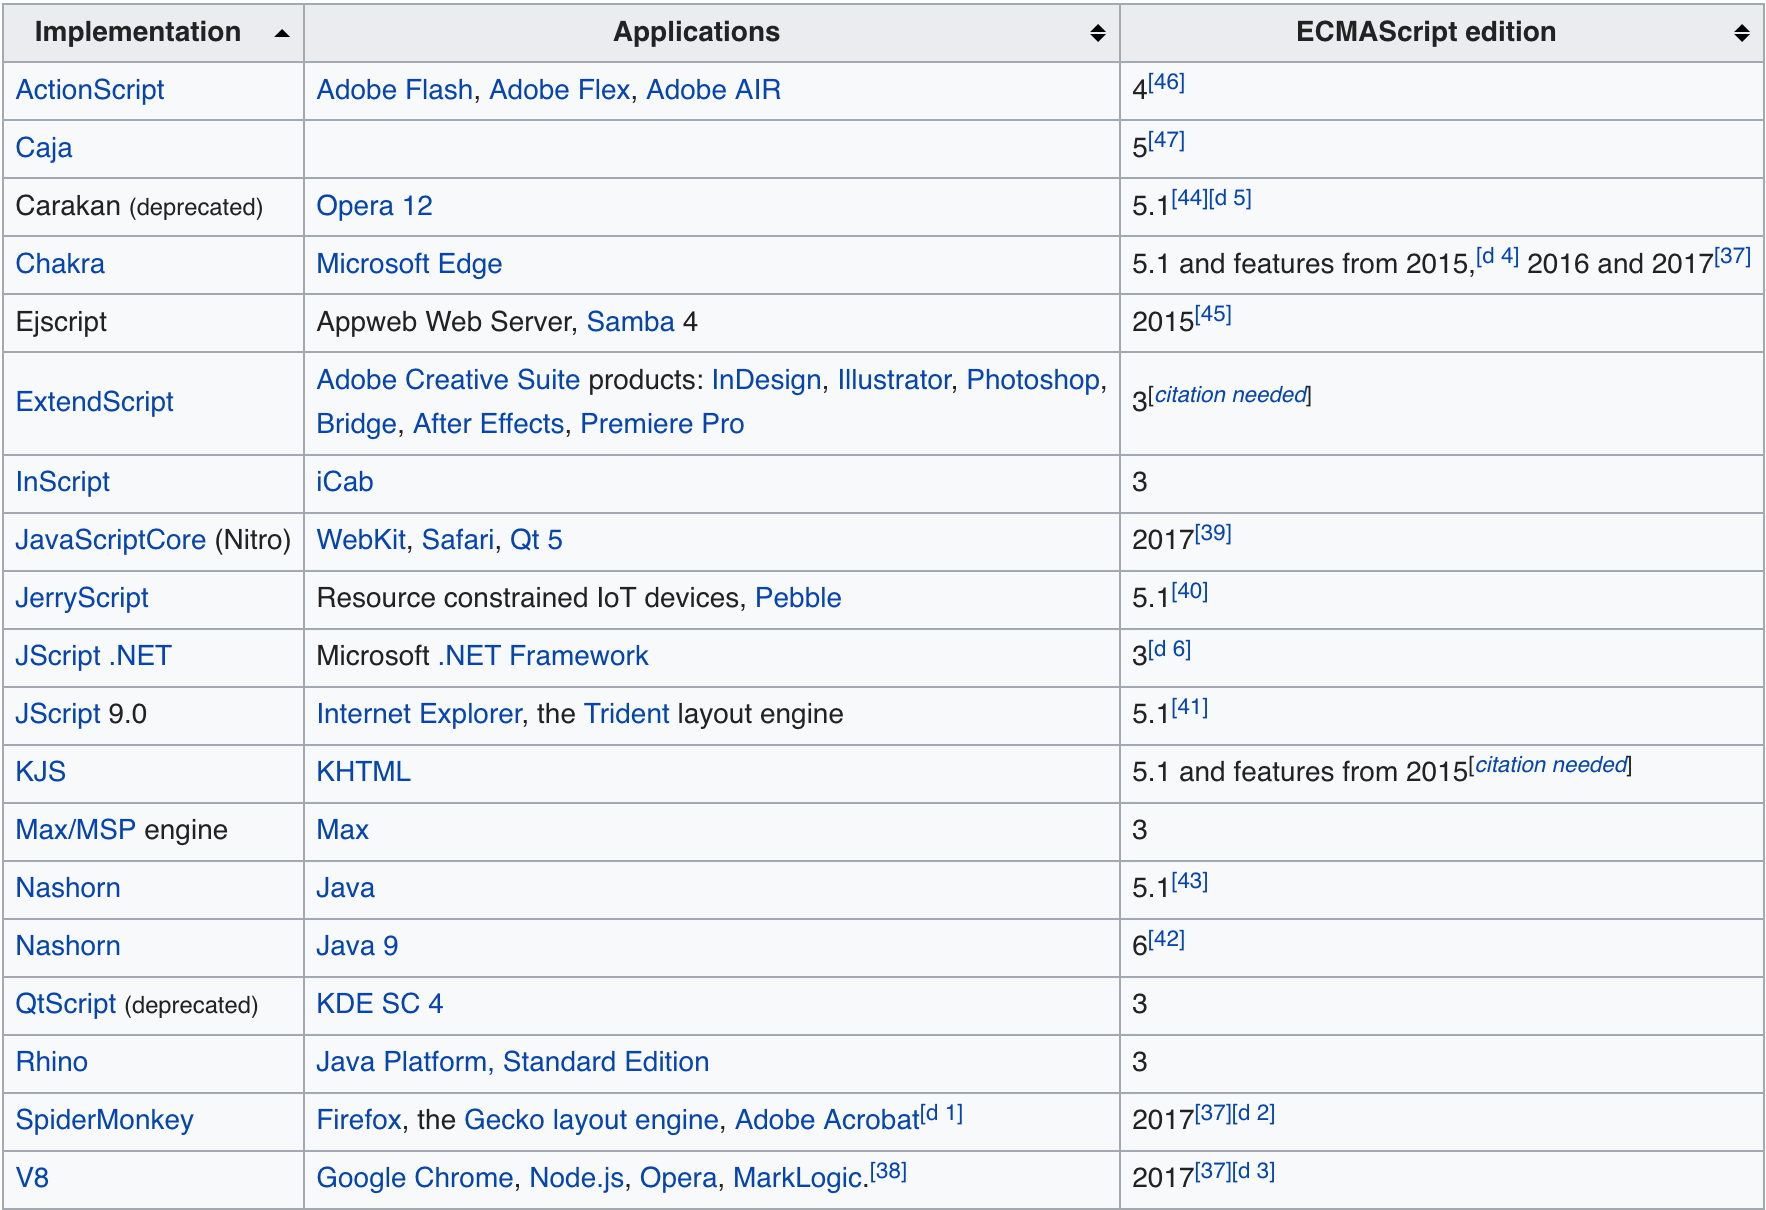 Implementation Applications ECMAScript edition
ActionScript Adobe Flash, Adobe Flex, Adobe AIR 4[46]
Caja 5[47]
Carakan (deprecated) Opera 12 5.1[44][d 5]
Chakra Microsoft Edge 5.1 and features from 2015,[d 4] 2016 and 2017[37]
Ejscript Appweb Web Server, Samba 4 2015[45]
ExtendScript Adobe Creative Suite products: InDesign, Illustrator, Photoshop,
Bridge, After Effects, Premiere Pro 3[citation needed]
InScript iCab 3
JavaScriptCore (Nitro) WebKit, Safari, Qt 5 2017[39]
JerryScript Resource constrained IoT devices, Pebble 5.1[40]
JScript .NET Microsoft .NET Framework 3[d 6]
JScript 9.0 Internet Explorer, the Trident layout engine 5.1[41]
KJS KHTML 5.1 and features from 2015[citation needed]
Max/MSP engine Max 3
Nashorn Java 5.1[43]
Nashorn Java 9 6[42]
QtScript (deprecated) KDE SC 4 3
Rhino Java Platform, Standard Edition 3
SpiderMonkey Firefox, the Gecko layout engine, Adobe Acrobat[d 1] 2017[37][d 2]
V8 Google Chrome, Node.js, Opera, MarkLogic.[38] 2017[37][d 3]